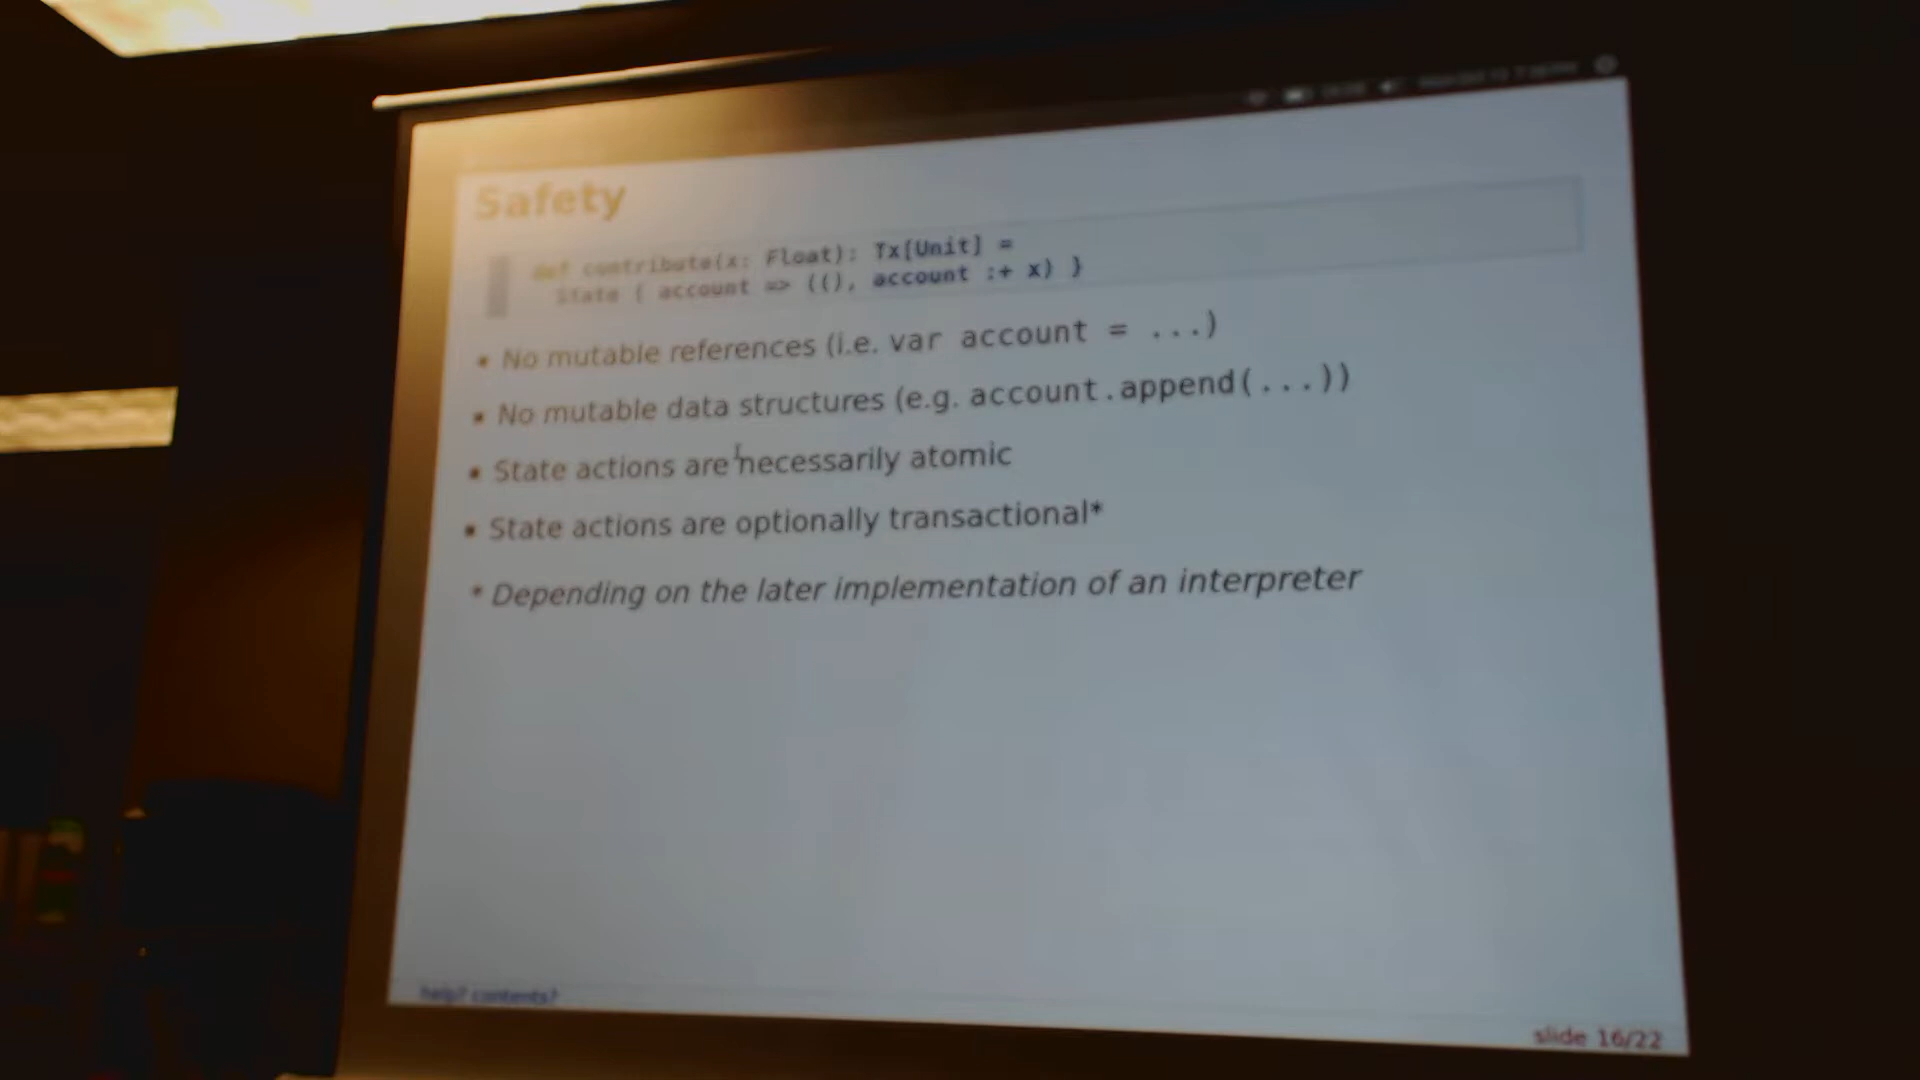 Safety
def contribute(x: Float): Tx[Unit] =
State { account => ((), account :+ x) }
• No mutable references (i.e. var account = ...)
• No mutable data structures (e.g. account.append(...))
• State actions are necessarily atomic
• State actions are optionally transactional*
* Depending on the later implementation of an interpreter
help? contents?
slide 16/22